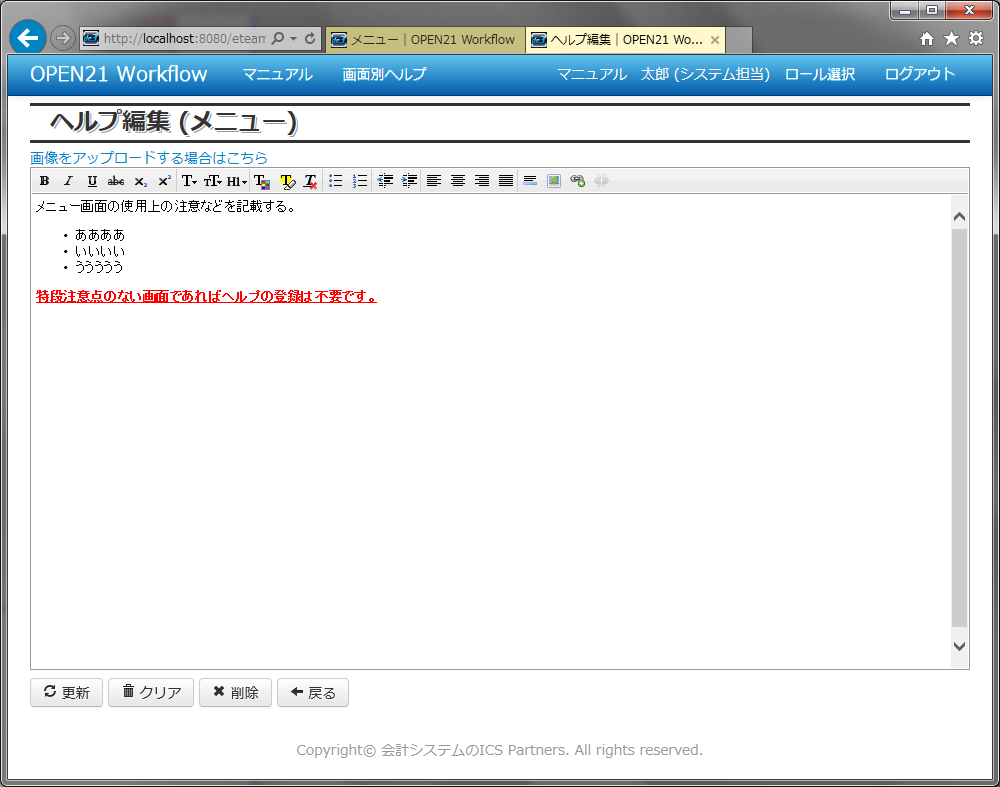 http://localhost:8080/eteam
メニュー | OPEN21 Workflow
ヘルプ編集 | OPEN21 Wo...
OPEN21 Workflow マニュアル 画面別ヘルプ マニュアル 太郎 (システム担当) ロール選択 ログアウト
ヘルプ編集 (メニュー)
画像をアップロードする場合はこちら
B I U abc x₂ x² T тT H1 T T T
メニュー画面の使用上の注意などを記載する。
• ああああ
• いいいい
• うううう
特段注意点のない画面であればヘルプの登録は不要です。
更新 クリア 削除 戻る
Copyright© 会計システムのICS Partners. All rights reserved.